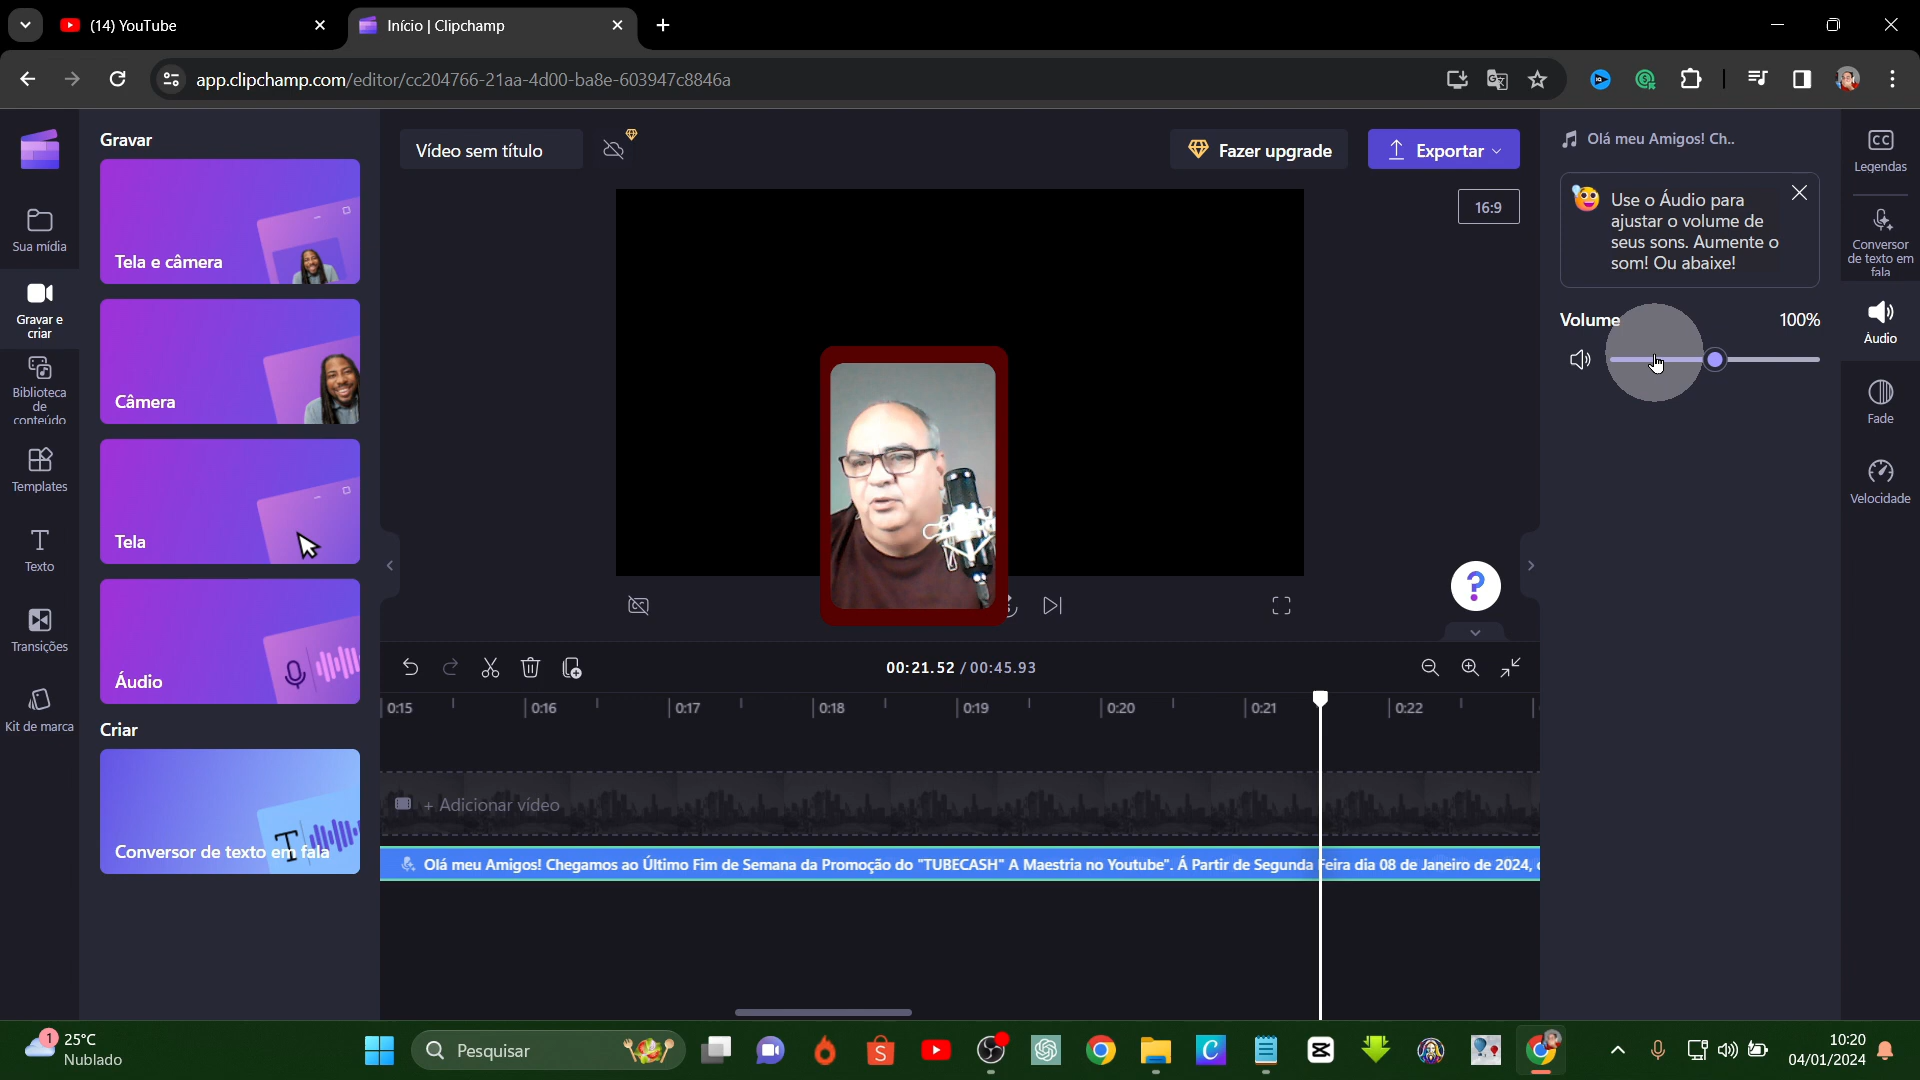 (14) YouTube
Início | Clipchamp
app.clipchamp.com/editor/cc204766-21aa-4d00-ba8e-603947c8846a
Sua mídia
Gravar e
criar
Biblioteca
de
conteúdo
Templates
Texto
Transições
Kit de marca
Gravar
Tela e câmera
Câmera
Tela
Áudio
Criar
Conversor de texto em fala
Vídeo sem título
Fazer upgrade
Exportar
16:9
?
00:21.52 / 00:45.93
0:15 0:16 0:17 0:18 0:19 0:20 0:21 0:22
+ Adicionar vídeo
Olá meu Amigos! Chegamos ao Último Fim de Semana da Promoção do "TUBECASH" A Maestria no Youtube". Á Partir de Segunda Feira dia 08 de Janeiro de 2024,
Olá meu Amigos! Ch..
Use o Áudio para
ajustar o volume de
seus sons. Aumente o
som! Ou abaixe!
Volume 100%
CC
Legendas
Conversor
de texto em
fala
Áudio
Fade
Velocidade
1
25°C
Nublado
Pesquisar
10:20
04/01/2024